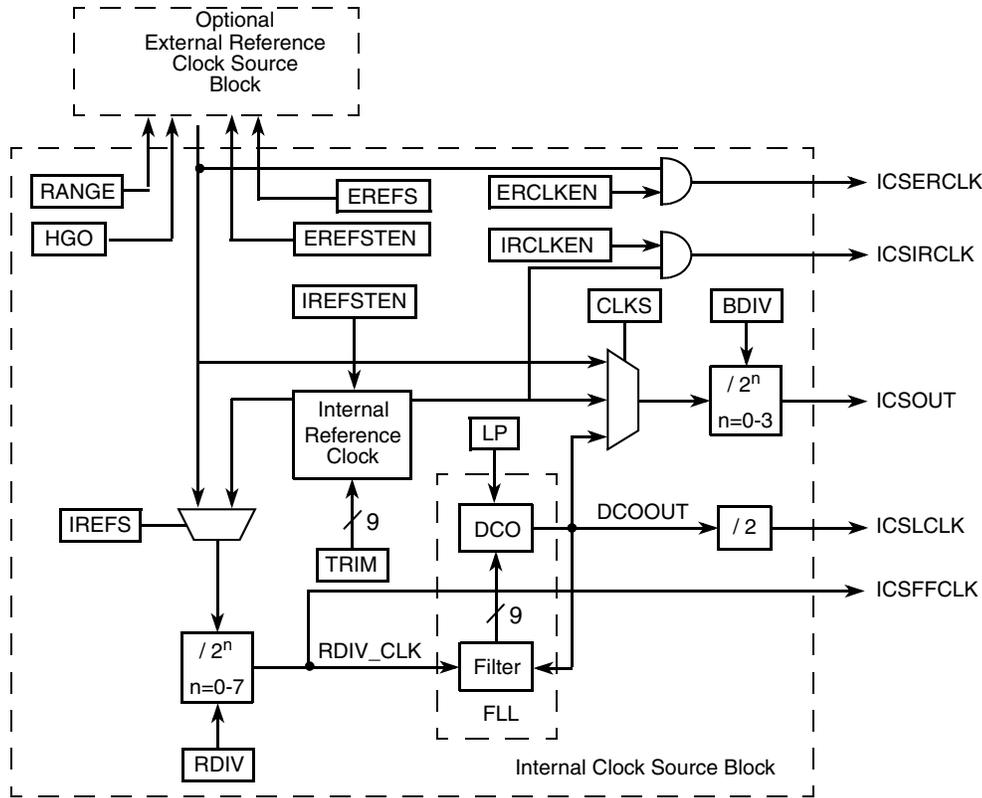 Optional
External Reference
Clock Source
Block
RANGE
HGO
EREFS
EREFSTEN
ERCLKEN
IRCLKEN
ICSERCLK
ICSIRCLK
IREFSTEN
CLKS
BDIV
Internal
Reference
Clock
/ 2n
n=0-3
ICSOUT
LP
IREFS
9
TRIM
DCO
DCOOUT
/ 2
ICSLCLK
ICSFFCLK
9
/ 2n
n=0-7
RDIV_CLK
Filter
FLL
RDIV
Internal Clock Source Block